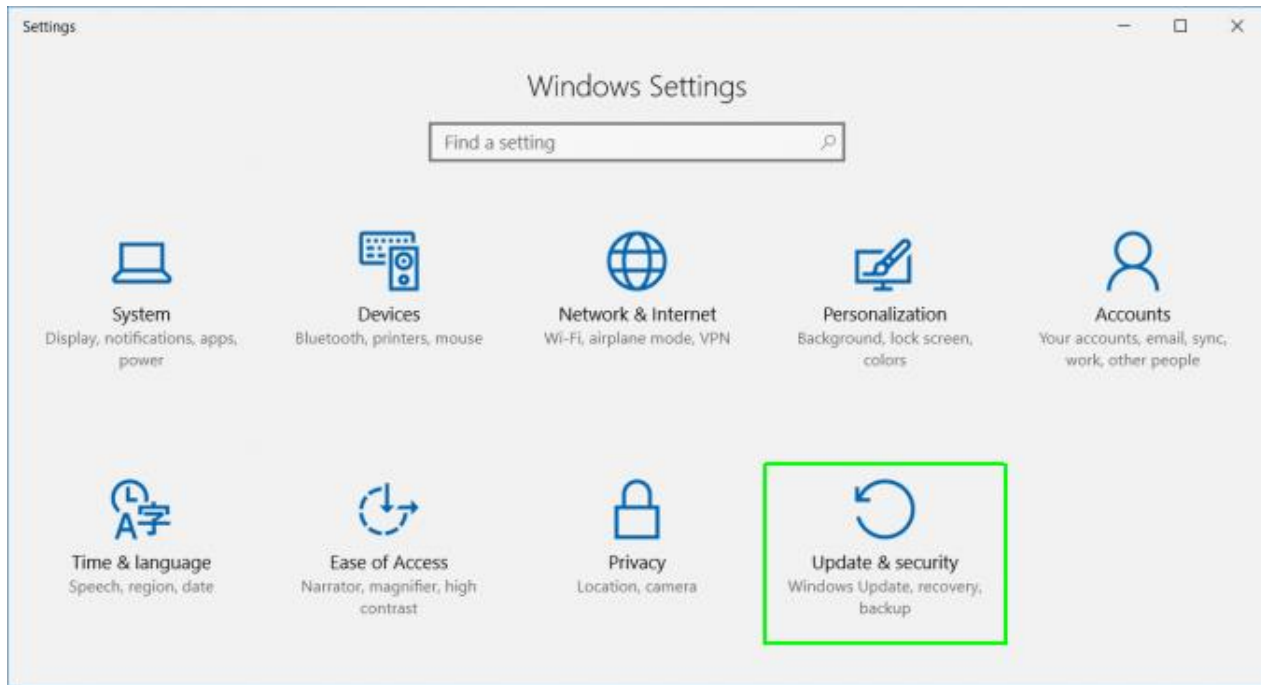 Settings
Windows Settings
Find a setting
System
Display, notifications, apps,
power
Devices
Bluetooth, printers, mouse
Network & Internet
Wi-Fi, airplane mode, VPN
Personalization
Background, lock screen,
colors
Accounts
Your accounts, email, sync,
work, other people
A字
Time & language
Speech, region, date
Ease of Access
Narrator, magnifier, high
contrast
Privacy
Location, camera
Update & security
Windows Update, recovery,
backup